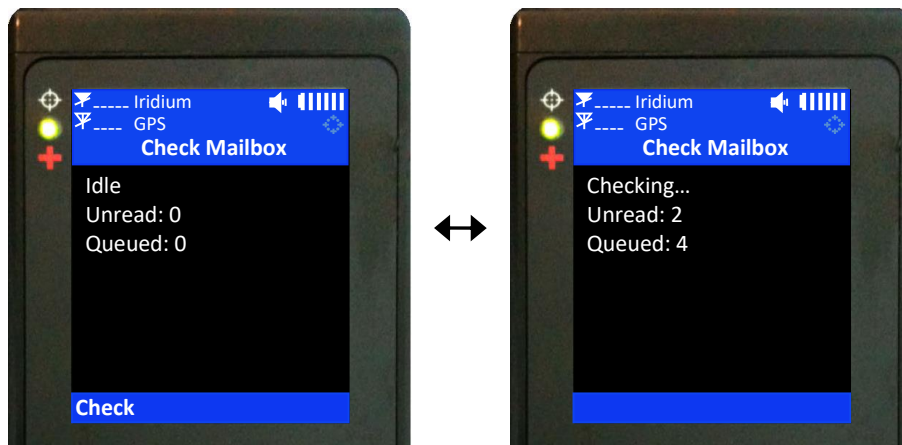 ----- Iridium
---- GPS
Check Mailbox
Idle
Unread: 0
Queued: 0
Check
----- Iridium
---- GPS
Check Mailbox
Checking...
Unread: 2
Queued: 4